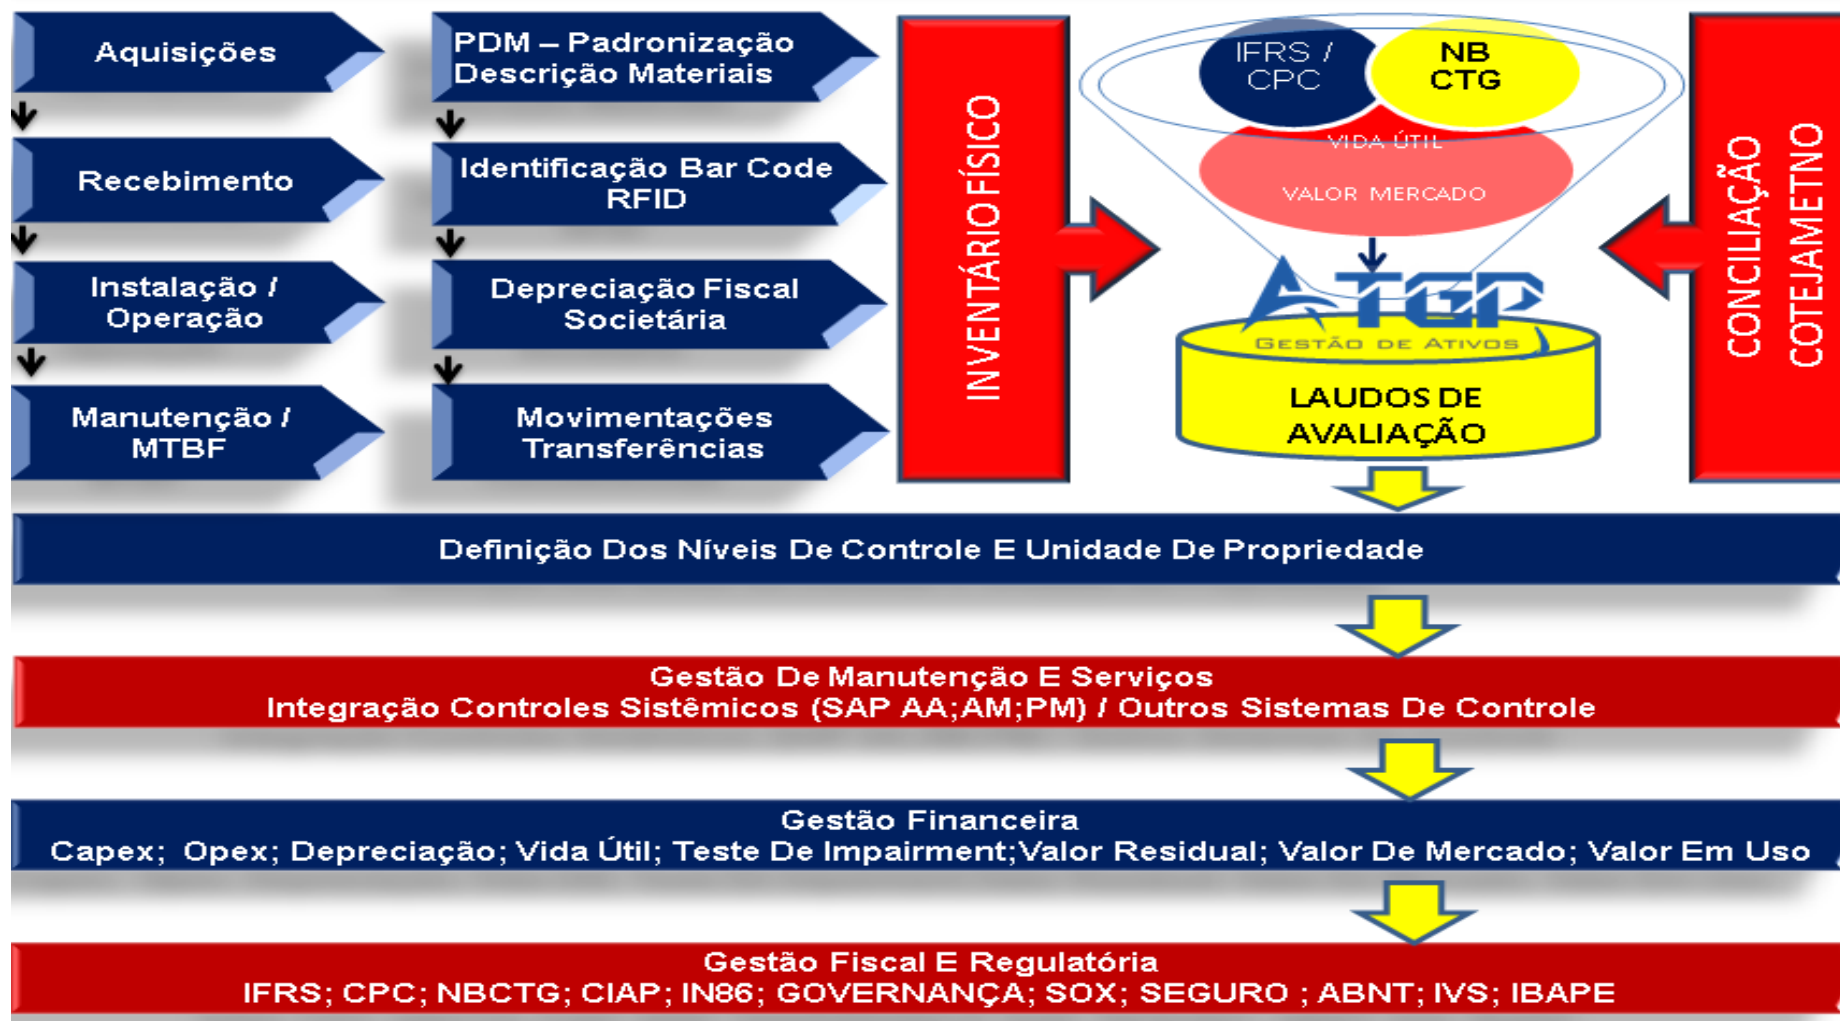 Aquisições
Recebimento
Instalação /
Operação
Manutenção /
MTBF
PDM – Padronização
Descrição Materiais
Identificação Bar Code
RFID
Depreciação Fiscal
Societária
Movimentações
Transferências
INVENTÁRIO FÍSICO
IFRS /
CPC
NB
CTG
VIDA ÚTIL
VALOR MERCADO
ATGP
GESTÃO DE ATIVOS
LAUDOS DE
AVALIAÇÃO
CONCILIAÇÃO
COTEJAMETNO
Definição Dos Níveis De Controle E Unidade De Propriedade
Gestão De Manutenção E Serviços
Integração Controles Sistêmicos (SAP AA;AM;PM) / Outros Sistemas De Controle
Gestão Financeira
Capex; Opex; Depreciação; Vida Útil; Teste De Impairment;Valor Residual; Valor De Mercado; Valor Em Uso
Gestão Fiscal E Regulatória
IFRS; CPC; NBCTG; CIAP; IN86; GOVERNANÇA; SOX; SEGURO ; ABNT; IVS; IBAPE